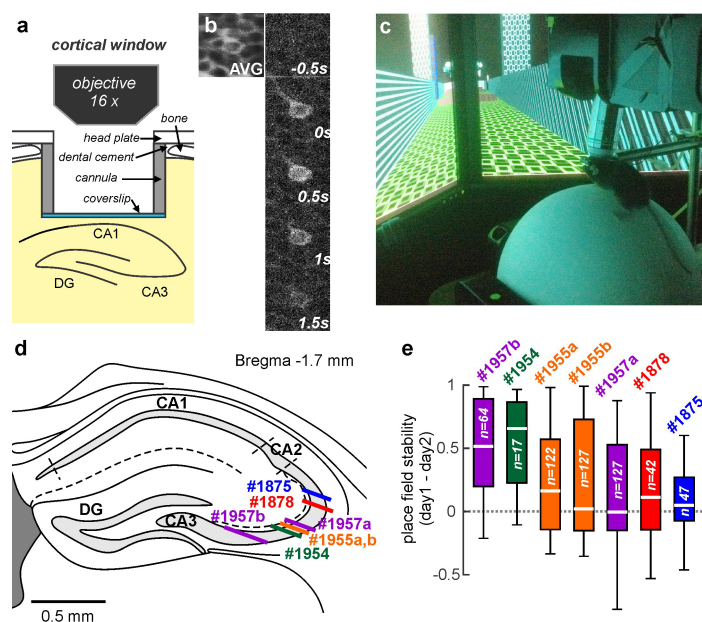 a
cortical window
objective
16 x
bone
head plate
dental cement
cannula
coverslip
CA1
DG
CA3
b
AVG
-0.5s
0s
0.5s
1s
1.5s
c
d
Bregma -1.7 mm
CA1
CA2
#1875
#1878
DG
CA3
#1957b
#1957a
#1955a,b
#1954
0.5 mm
e
#1957b
#1954
#1955a
#1955b
#1957a
#1878
#1875
place field stability
(day1 - day2)
1
0.5
0
-0.5
n=64
n=17
n=122
n=127
n=127
n=42
n=47